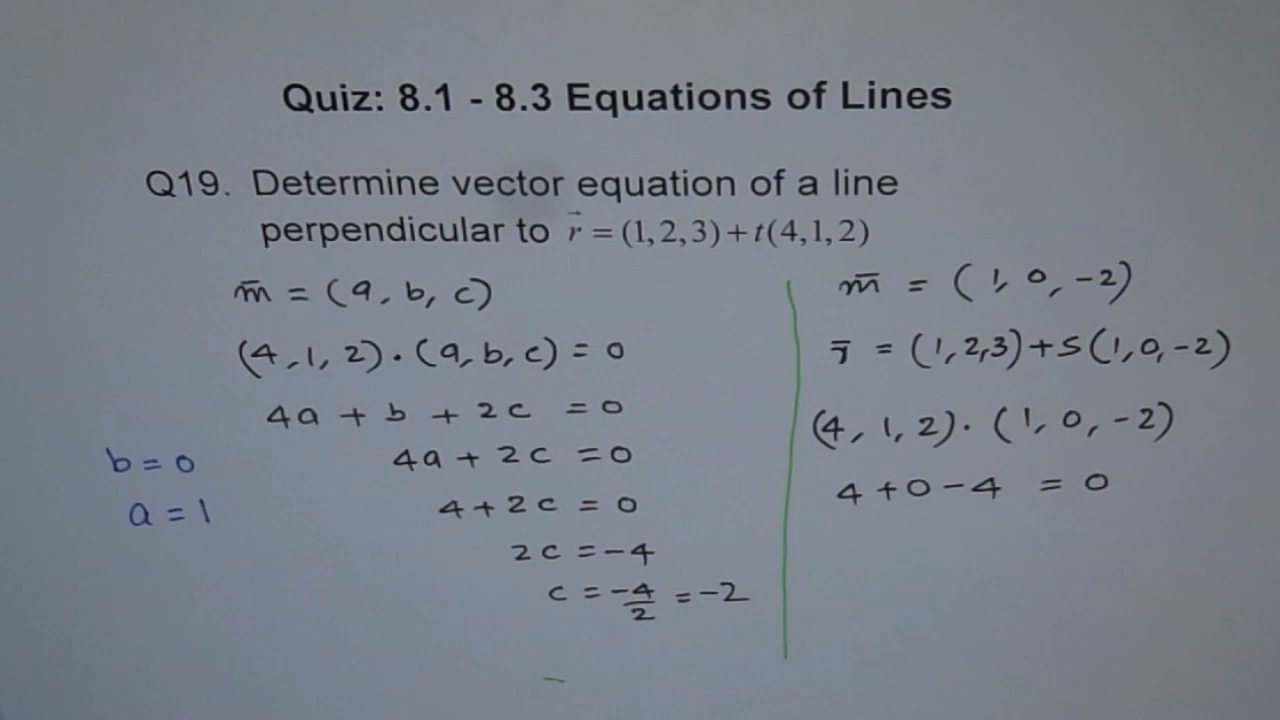 Quiz: 8.1 - 8.3 Equations of Lines
Q19. Determine vector equation of a line
perpendicular to r⃗ = (1,2,3)+t(4,1,2)
m̄ = (a, b, c)
(4, 1, 2) · (a, b, c) = 0
4a + b + 2c = 0
b = 0
4a + 2c = 0
a = 1
4 + 2c = 0
2c = -4
c = -4/2 = -2
m̄ = (1, 0, -2)
r̄ = (1,2,3)+s(1,0,-2)
(4, 1, 2) · (1, 0, -2)
4 + 0 - 4 = 0